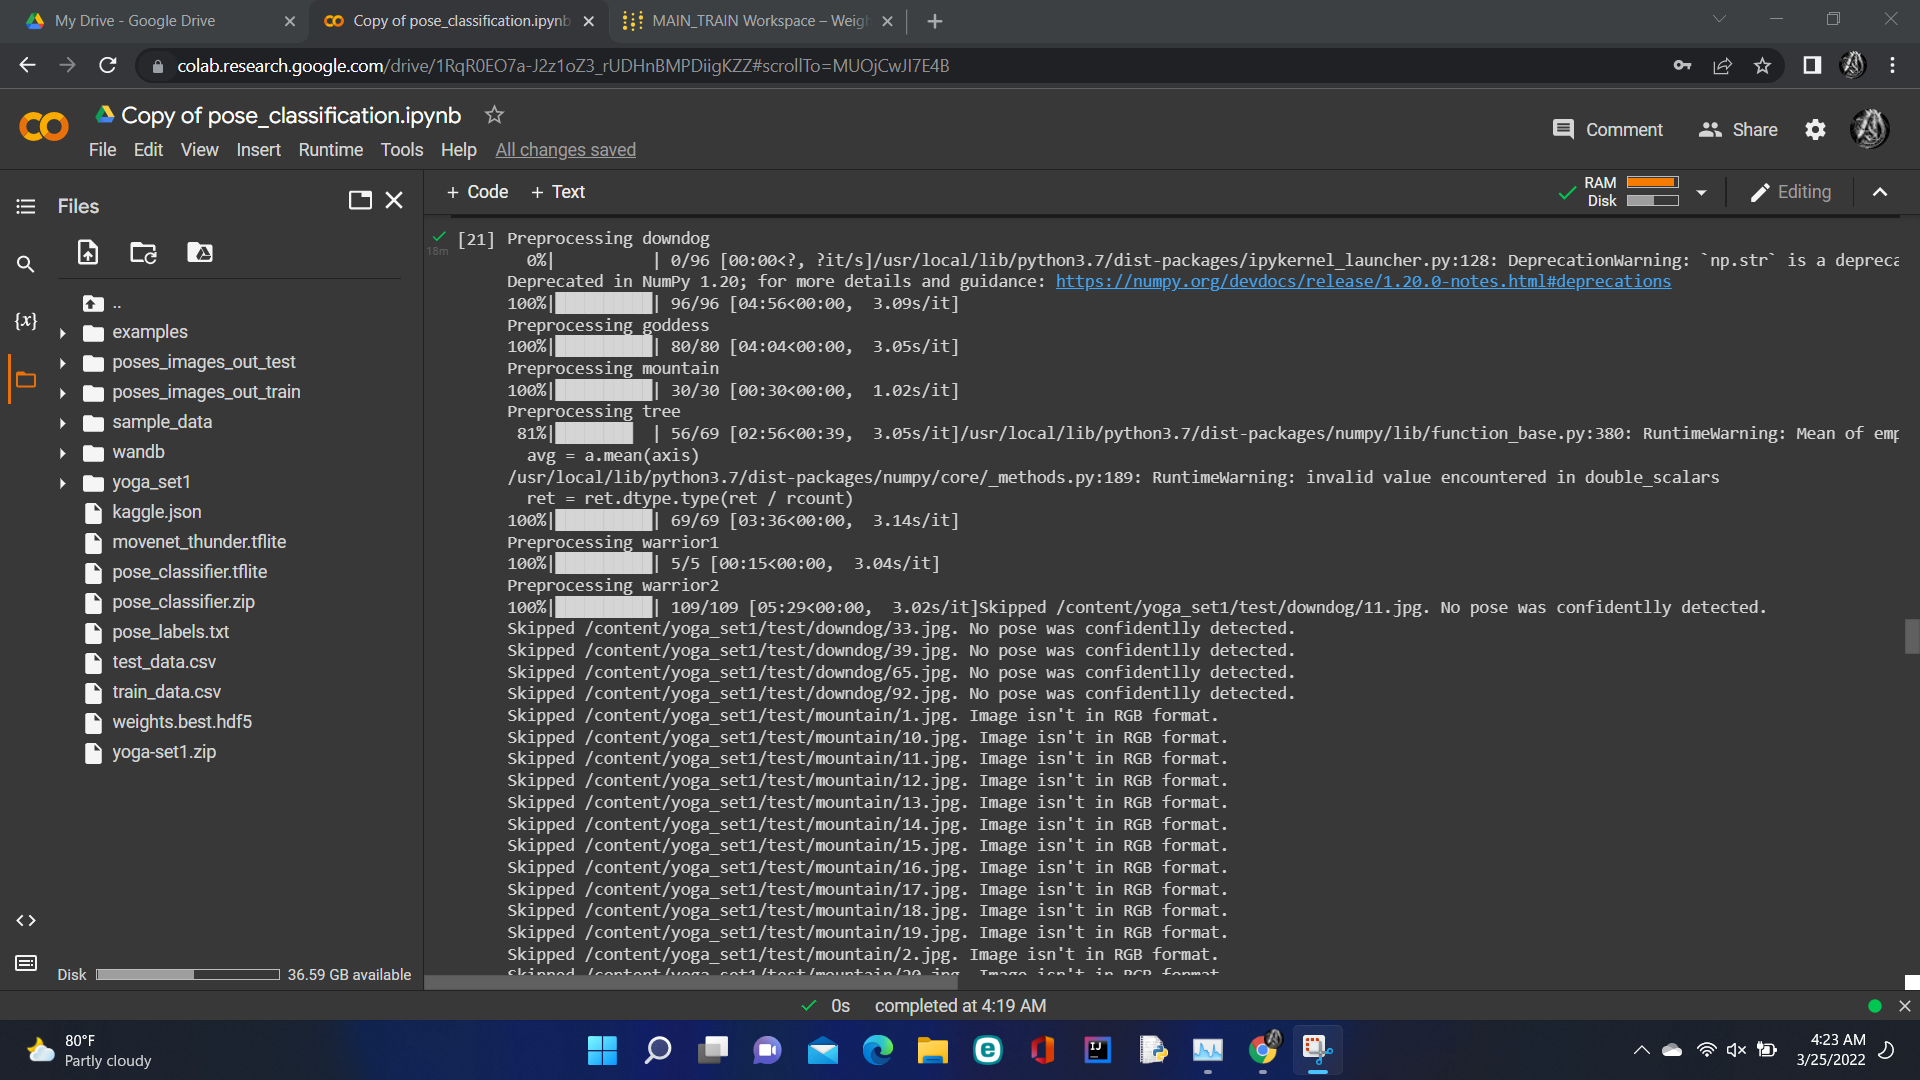 My Drive - Google Drive
Copy of pose_classification.ipynb
MAIN_TRAIN Workspace – Weigh
colab.research.google.com/drive/1RqR0EO7a-J2z1oZ3_rUDHnBMPDiigKZZ#scrollTo=MUOjCwJI7E4B
Copy of pose_classification.ipynb
Comment
Share
File Edit View Insert Runtime Tools Help All changes saved
Files
+ Code + Text
RAM
Disk
Editing
..
examples
poses_images_out_test
poses_images_out_train
sample_data
wandb
yoga_set1
kaggle.json
movenet_thunder.tflite
pose_classifier.tflite
pose_classifier.zip
pose_labels.txt
test_data.csv
train_data.csv
weights.best.hdf5
yoga-set1.zip
{x}
Disk 36.59 GB available
18m
[21] Preprocessing downdog
0%| | 0/96 [00:00<?, ?it/s]/usr/local/lib/python3.7/dist-packages/ipykernel_launcher.py:128: DeprecationWarning: `np.str` is a depreca
Deprecated in NumPy 1.20; for more details and guidance: https://numpy.org/devdocs/release/1.20.0-notes.html#deprecations
100%|██████████| 96/96 [04:56<00:00, 3.09s/it]
Preprocessing goddess
100%|██████████| 80/80 [04:04<00:00, 3.05s/it]
Preprocessing mountain
100%|██████████| 30/30 [00:30<00:00, 1.02s/it]
Preprocessing tree
81%|████████ | 56/69 [02:56<00:39, 3.05s/it]/usr/local/lib/python3.7/dist-packages/numpy/lib/function_base.py:380: RuntimeWarning: Mean of emp
avg = a.mean(axis)
/usr/local/lib/python3.7/dist-packages/numpy/core/_methods.py:189: RuntimeWarning: invalid value encountered in double_scalars
ret = ret.dtype.type(ret / rcount)
100%|██████████| 69/69 [03:36<00:00, 3.14s/it]
Preprocessing warrior1
100%|██████████| 5/5 [00:15<00:00, 3.04s/it]
Preprocessing warrior2
100%|██████████| 109/109 [05:29<00:00, 3.02s/it]Skipped /content/yoga_set1/test/downdog/11.jpg. No pose was confidentlly detected.
Skipped /content/yoga_set1/test/downdog/33.jpg. No pose was confidentlly detected.
Skipped /content/yoga_set1/test/downdog/39.jpg. No pose was confidentlly detected.
Skipped /content/yoga_set1/test/downdog/65.jpg. No pose was confidentlly detected.
Skipped /content/yoga_set1/test/downdog/92.jpg. No pose was confidentlly detected.
Skipped /content/yoga_set1/test/mountain/1.jpg. Image isn't in RGB format.
Skipped /content/yoga_set1/test/mountain/10.jpg. Image isn't in RGB format.
Skipped /content/yoga_set1/test/mountain/11.jpg. Image isn't in RGB format.
Skipped /content/yoga_set1/test/mountain/12.jpg. Image isn't in RGB format.
Skipped /content/yoga_set1/test/mountain/13.jpg. Image isn't in RGB format.
Skipped /content/yoga_set1/test/mountain/14.jpg. Image isn't in RGB format.
Skipped /content/yoga_set1/test/mountain/15.jpg. Image isn't in RGB format.
Skipped /content/yoga_set1/test/mountain/16.jpg. Image isn't in RGB format.
Skipped /content/yoga_set1/test/mountain/17.jpg. Image isn't in RGB format.
Skipped /content/yoga_set1/test/mountain/18.jpg. Image isn't in RGB format.
Skipped /content/yoga_set1/test/mountain/19.jpg. Image isn't in RGB format.
Skipped /content/yoga_set1/test/mountain/2.jpg. Image isn't in RGB format.
Skipped /content/yoga_set1/test/mountain/20.jpg. Image isn't in RGB format.
0s completed at 4:19 AM
80°F
Partly cloudy
4:23 AM
3/25/2022